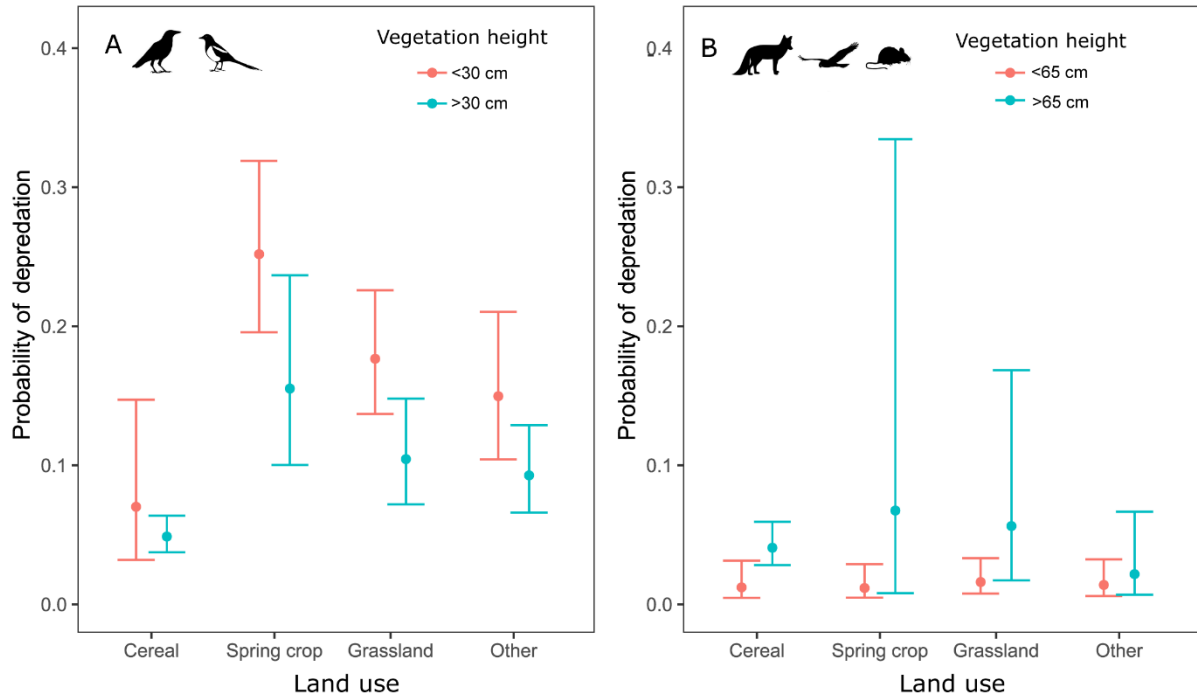 A
Vegetation height
<30 cm
>30 cm
0.4
0.3
0.2
0.1
0.0
Probability of depredation
Cereal Spring crop Grassland Other
Land use
B
Vegetation height
<65 cm
>65 cm
0.4
0.3
0.2
0.1
0.0
Probability of depredation
Cereal Spring crop Grassland Other
Land use